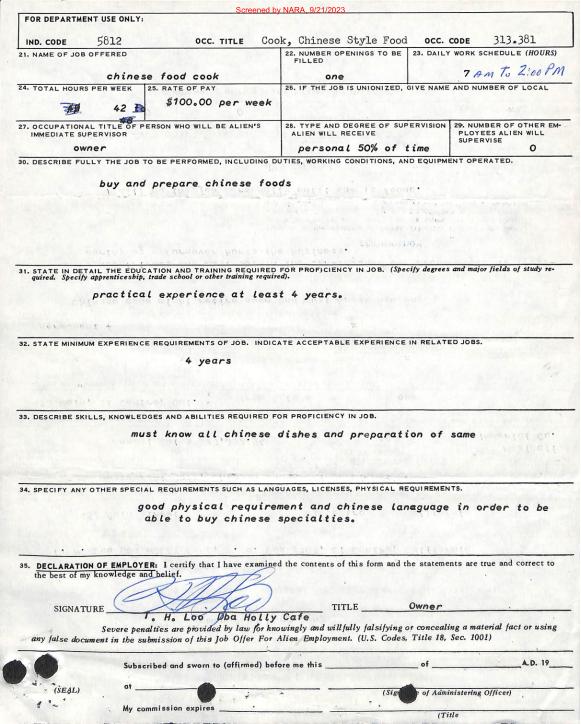 Screened by NARA, 9/21/2023
FOR DEPARTMENT USE ONLY:
IND. CODE 5812 OCC. TITLE Cook, Chinese Style Food OCC. CODE 313.381
21. NAME OF JOB OFFERED
chinese food cook
22. NUMBER OPENINGS TO BE FILLED
one
23. DAILY WORK SCHEDULE (HOURS)
7 AM To 2:00 PM
24. TOTAL HOURS PER WEEK
42
25. RATE OF PAY
$100.00 per week
26. IF THE JOB IS UNIONIZED, GIVE NAME AND NUMBER OF LOCAL
27. OCCUPATIONAL TITLE OF PERSON WHO WILL BE ALIEN'S
IMMEDIATE SUPERVISOR
owner
28. TYPE AND DEGREE OF SUPERVISION
ALIEN WILL RECEIVE
personal 50% of time
29. NUMBER OF OTHER EM-
PLOYEES ALIEN WILL
SUPERVISE
0
30. DESCRIBE FULLY THE JOB TO BE PERFORMED, INCLUDING DUTIES, WORKING CONDITIONS, AND EQUIPMENT OPERATED.
buy and prepare chinese foods
31. STATE IN DETAIL THE EDUCATION AND TRAINING REQUIRED FOR PROFICIENCY IN JOB. (Specify degrees and major fields of study re-
quired. Specify apprenticeship, trade school or other training required).
practical experience at least 4 years.
32. STATE MINIMUM EXPERIENCE REQUIREMENTS OF JOB. INDICATE ACCEPTABLE EXPERIENCE IN RELATED JOBS.
4 years
33. DESCRIBE SKILLS, KNOWLEDGES AND ABILITIES REQUIRED FOR PROFICIENCY IN JOB.
must know all chinese dishes and preparation of same
34. SPECIFY ANY OTHER SPECIAL REQUIREMENTS SUCH AS LANGUAGES, LICENSES, PHYSICAL REQUIREMENTS.
good physical requirement and chinese lanaguage in order to be
able to buy chinese specialties.
35. DECLARATION OF EMPLOYER: I certify that I have examined the contents of this form and the statements are true and correct to
the best of my knowledge and belief.
SIGNATURE TITLE Owner
T. H. Loo Dba Holly Cafe
Severe penalties are provided by law for knowingly and willfully falsifying or concealing a material fact or using
any false document in the submission of this Job Offer For Alien Employment. (U.S. Codes, Title 18, Sec. 1001)
Subscribed and sworn to (affirmed) before me this of A.D. 19
(SEAL)
at
of Administering Officer)
My commission expires
(Title